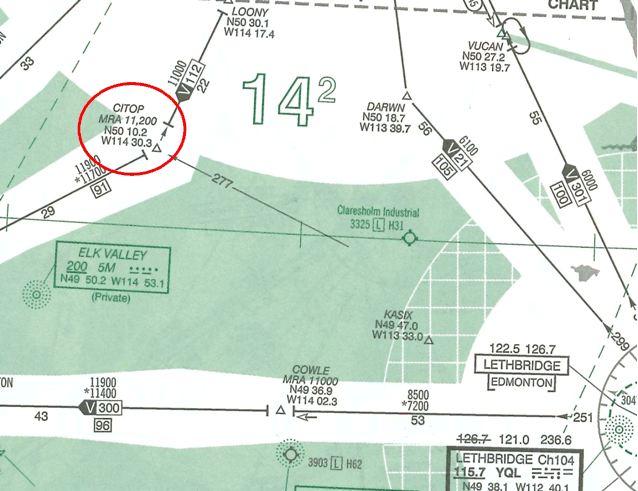 CHART
LOONY
N50 30.1
W114 17.4
33
11000
V112
22
14²
CITOP
MRA 11,200
N50 10.2
W114 30.3
11900
*11700
91
29
277
VUCAN
N50 27.2
W113 19.7
DARWN
N50 18.7
W113 39.7
56
6100
V21
105
55
6000
V301
100
Claresholm Industrial
3325 L H31
ELK VALLEY
200 5M
N49 50.2 W114 53.1
(Private)
KASIX
N49 47.0
W113 33.0
299
122.5 126.7
LETHBRIDGE
EDMONTON
304
COWLE
MRA 11000
N49 36.9
W114 02.3
TON
11900
*11400
43
V300
96
8500
*7200
53
251
126.7 121.0 236.6
LETHBRIDGE Ch104
115.7 YQL
N49 38.1 W112 40.1
3903 L H62